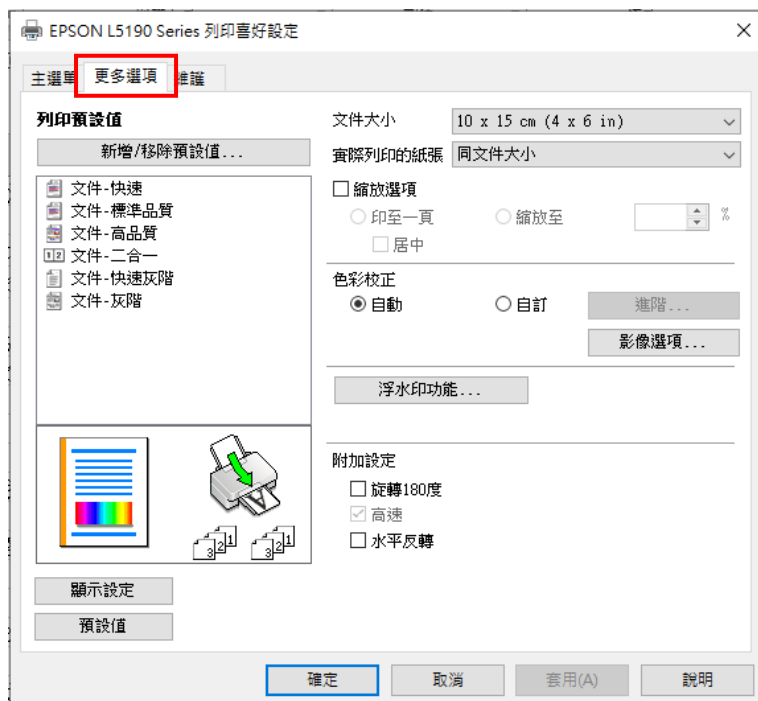 EPSON L5190 Series 列印喜好設定
主選單 更多選項 維護
列印預設值
新增/移除預設值...
文件-快速
文件-標準品質
文件-高品質
文件-二合一
文件-快速灰階
文件-灰階
顯示設定
預設值
文件大小 10 x 15 cm (4 x 6 in)
實際列印的紙張 同文件大小
縮放選項
印至一頁 縮放至 %
居中
色彩校正
自動 自訂 進階...
影像選項...
浮水印功能...
附加設定
旋轉180度
高速
水平反轉
確定 取消 套用(A) 說明